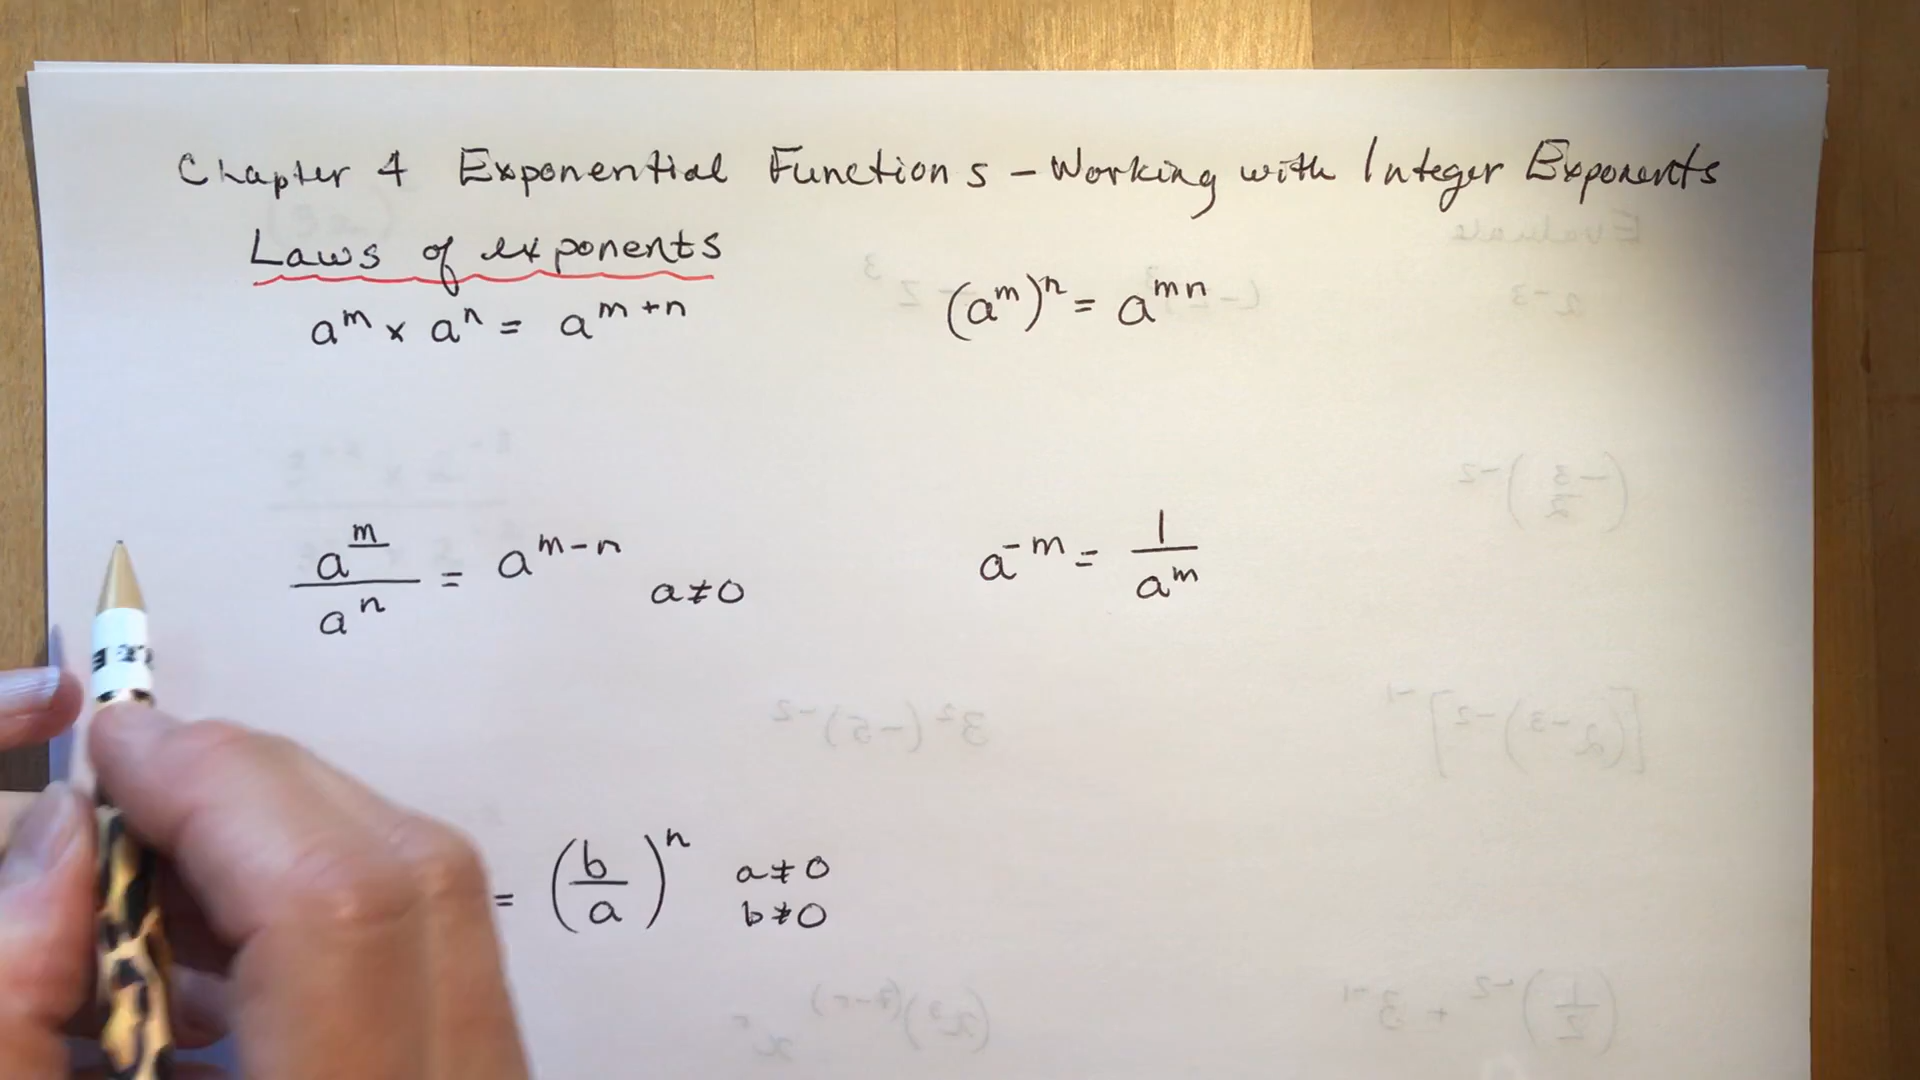 Chapter 4 Exponential Functions – Working with Integer Exponents
Laws of exponents
a^m × a^n = a^(m+n)
(a^m)^n = a^(mn)
a^m / a^n = a^(m-n) a ≠ 0
a^(-m) = 1 / a^m
= (b/a)^n a ≠ 0
b ≠ 0